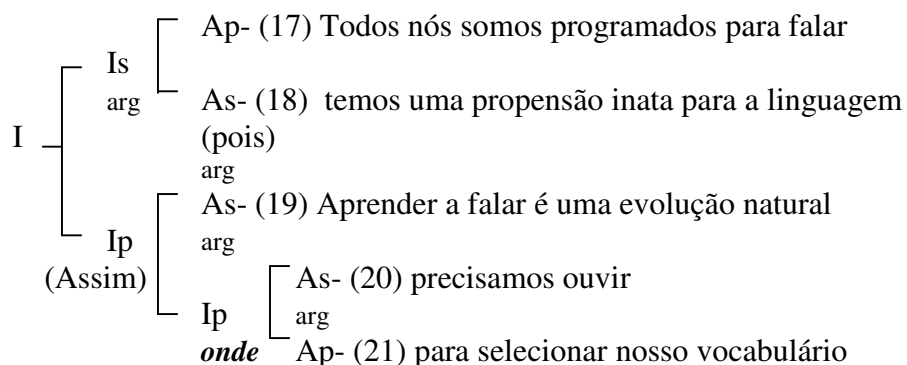 Ap- (17) Todos nós somos programados para falar
Is
arg
As- (18) temos uma propensão inata para a linguagem
(pois)
I
arg
As- (19) Aprender a falar é uma evolução natural
Ip
arg
(Assim)
As- (20) precisamos ouvir
Ip
arg
onde
Ap- (21) para selecionar nosso vocabulário